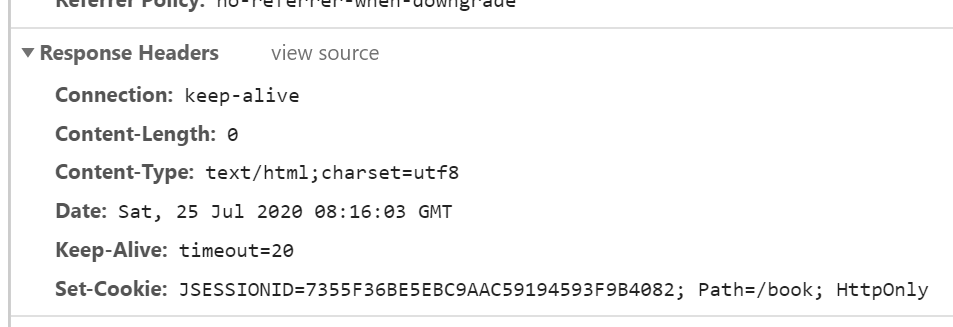 Referrer Policy: no-referrer-when-downgrade
Response Headers view source
Connection: keep-alive
Content-Length: 0
Content-Type: text/html;charset=utf8
Date: Sat, 25 Jul 2020 08:16:03 GMT
Keep-Alive: timeout=20
Set-Cookie: JSESSIONID=7355F36BE5EBC9AAC59194593F9B4082; Path=/book; HttpOnly